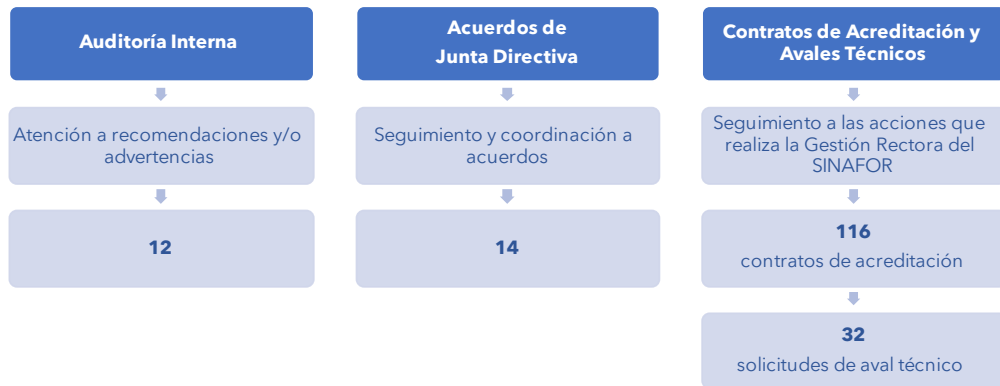 Auditoría Interna
Atención a recomendaciones y/o
advertencias
12
Acuerdos de
Junta Directiva
Seguimiento y coordinación a
acuerdos
14
Contratos de Acreditación y
Avales Técnicos
Seguimiento a las acciones que
realiza la Gestión Rectora del
SINAFOR
116
contratos de acreditación
32
solicitudes de aval técnico